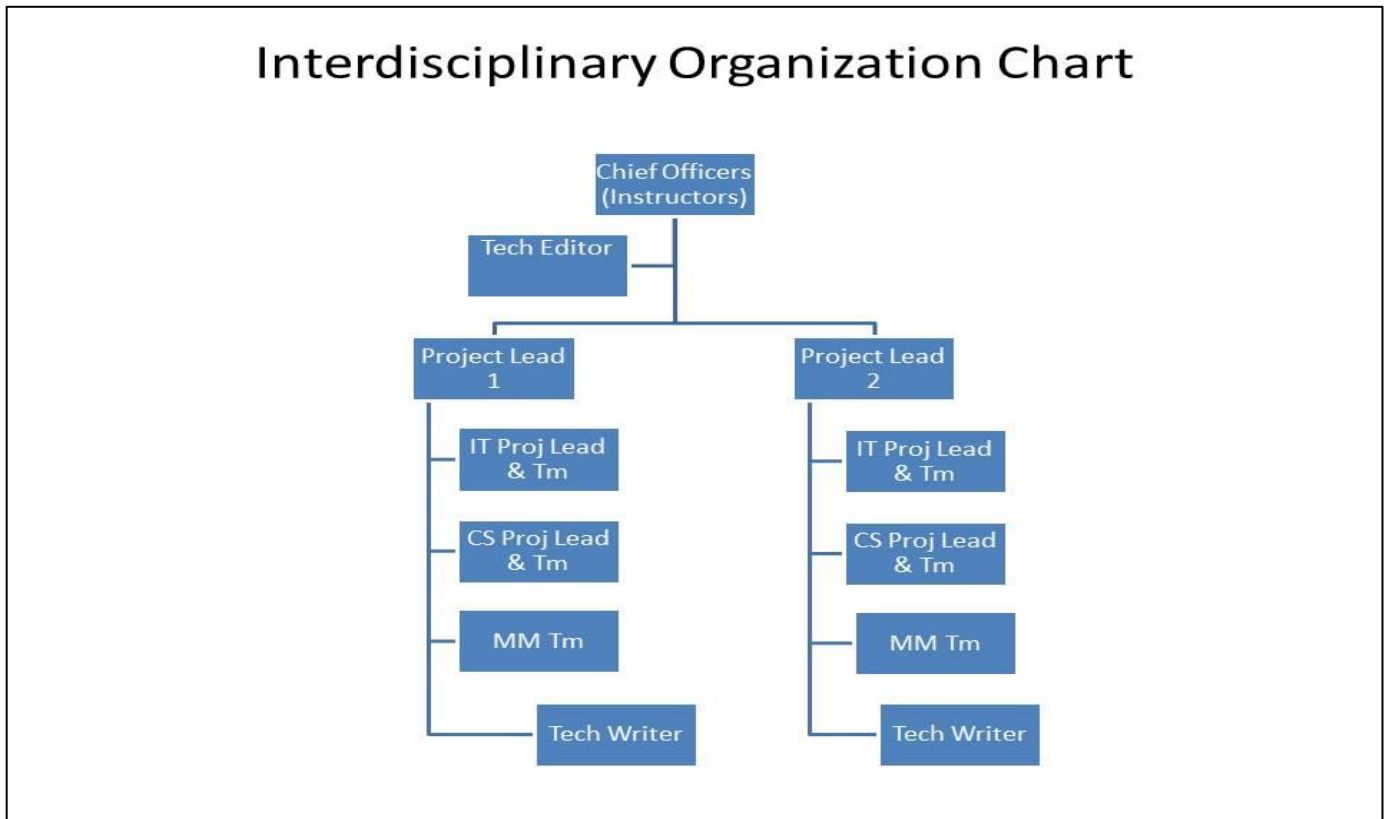 Interdisciplinary Organization Chart
Chief Officers
(Instructors)
Tech Editor
Project Lead
1
Project Lead
2
IT Proj Lead
& Tm
CS Proj Lead
& Tm
MM Tm
Tech Writer
IT Proj Lead
& Tm
CS Proj Lead
& Tm
MM Tm
Tech Writer